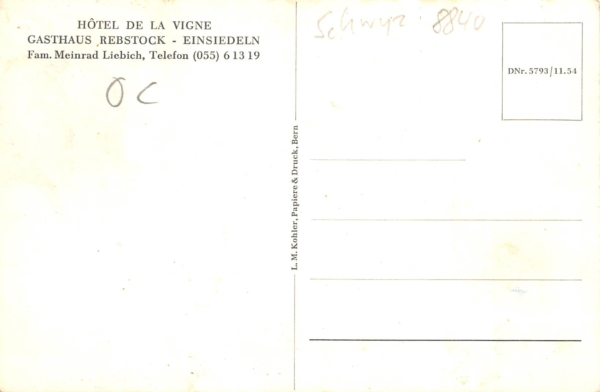 HÔTEL DE LA VIGNE
GASTHAUS REBSTOCK - EINSIEDELN
Fam. Meinrad Liebich, Telefon (055) 6 13 19
OC
Schwyz 8840
DNr. 5793/11.54
L. M. Kohler, Papiere & Druck, Bern